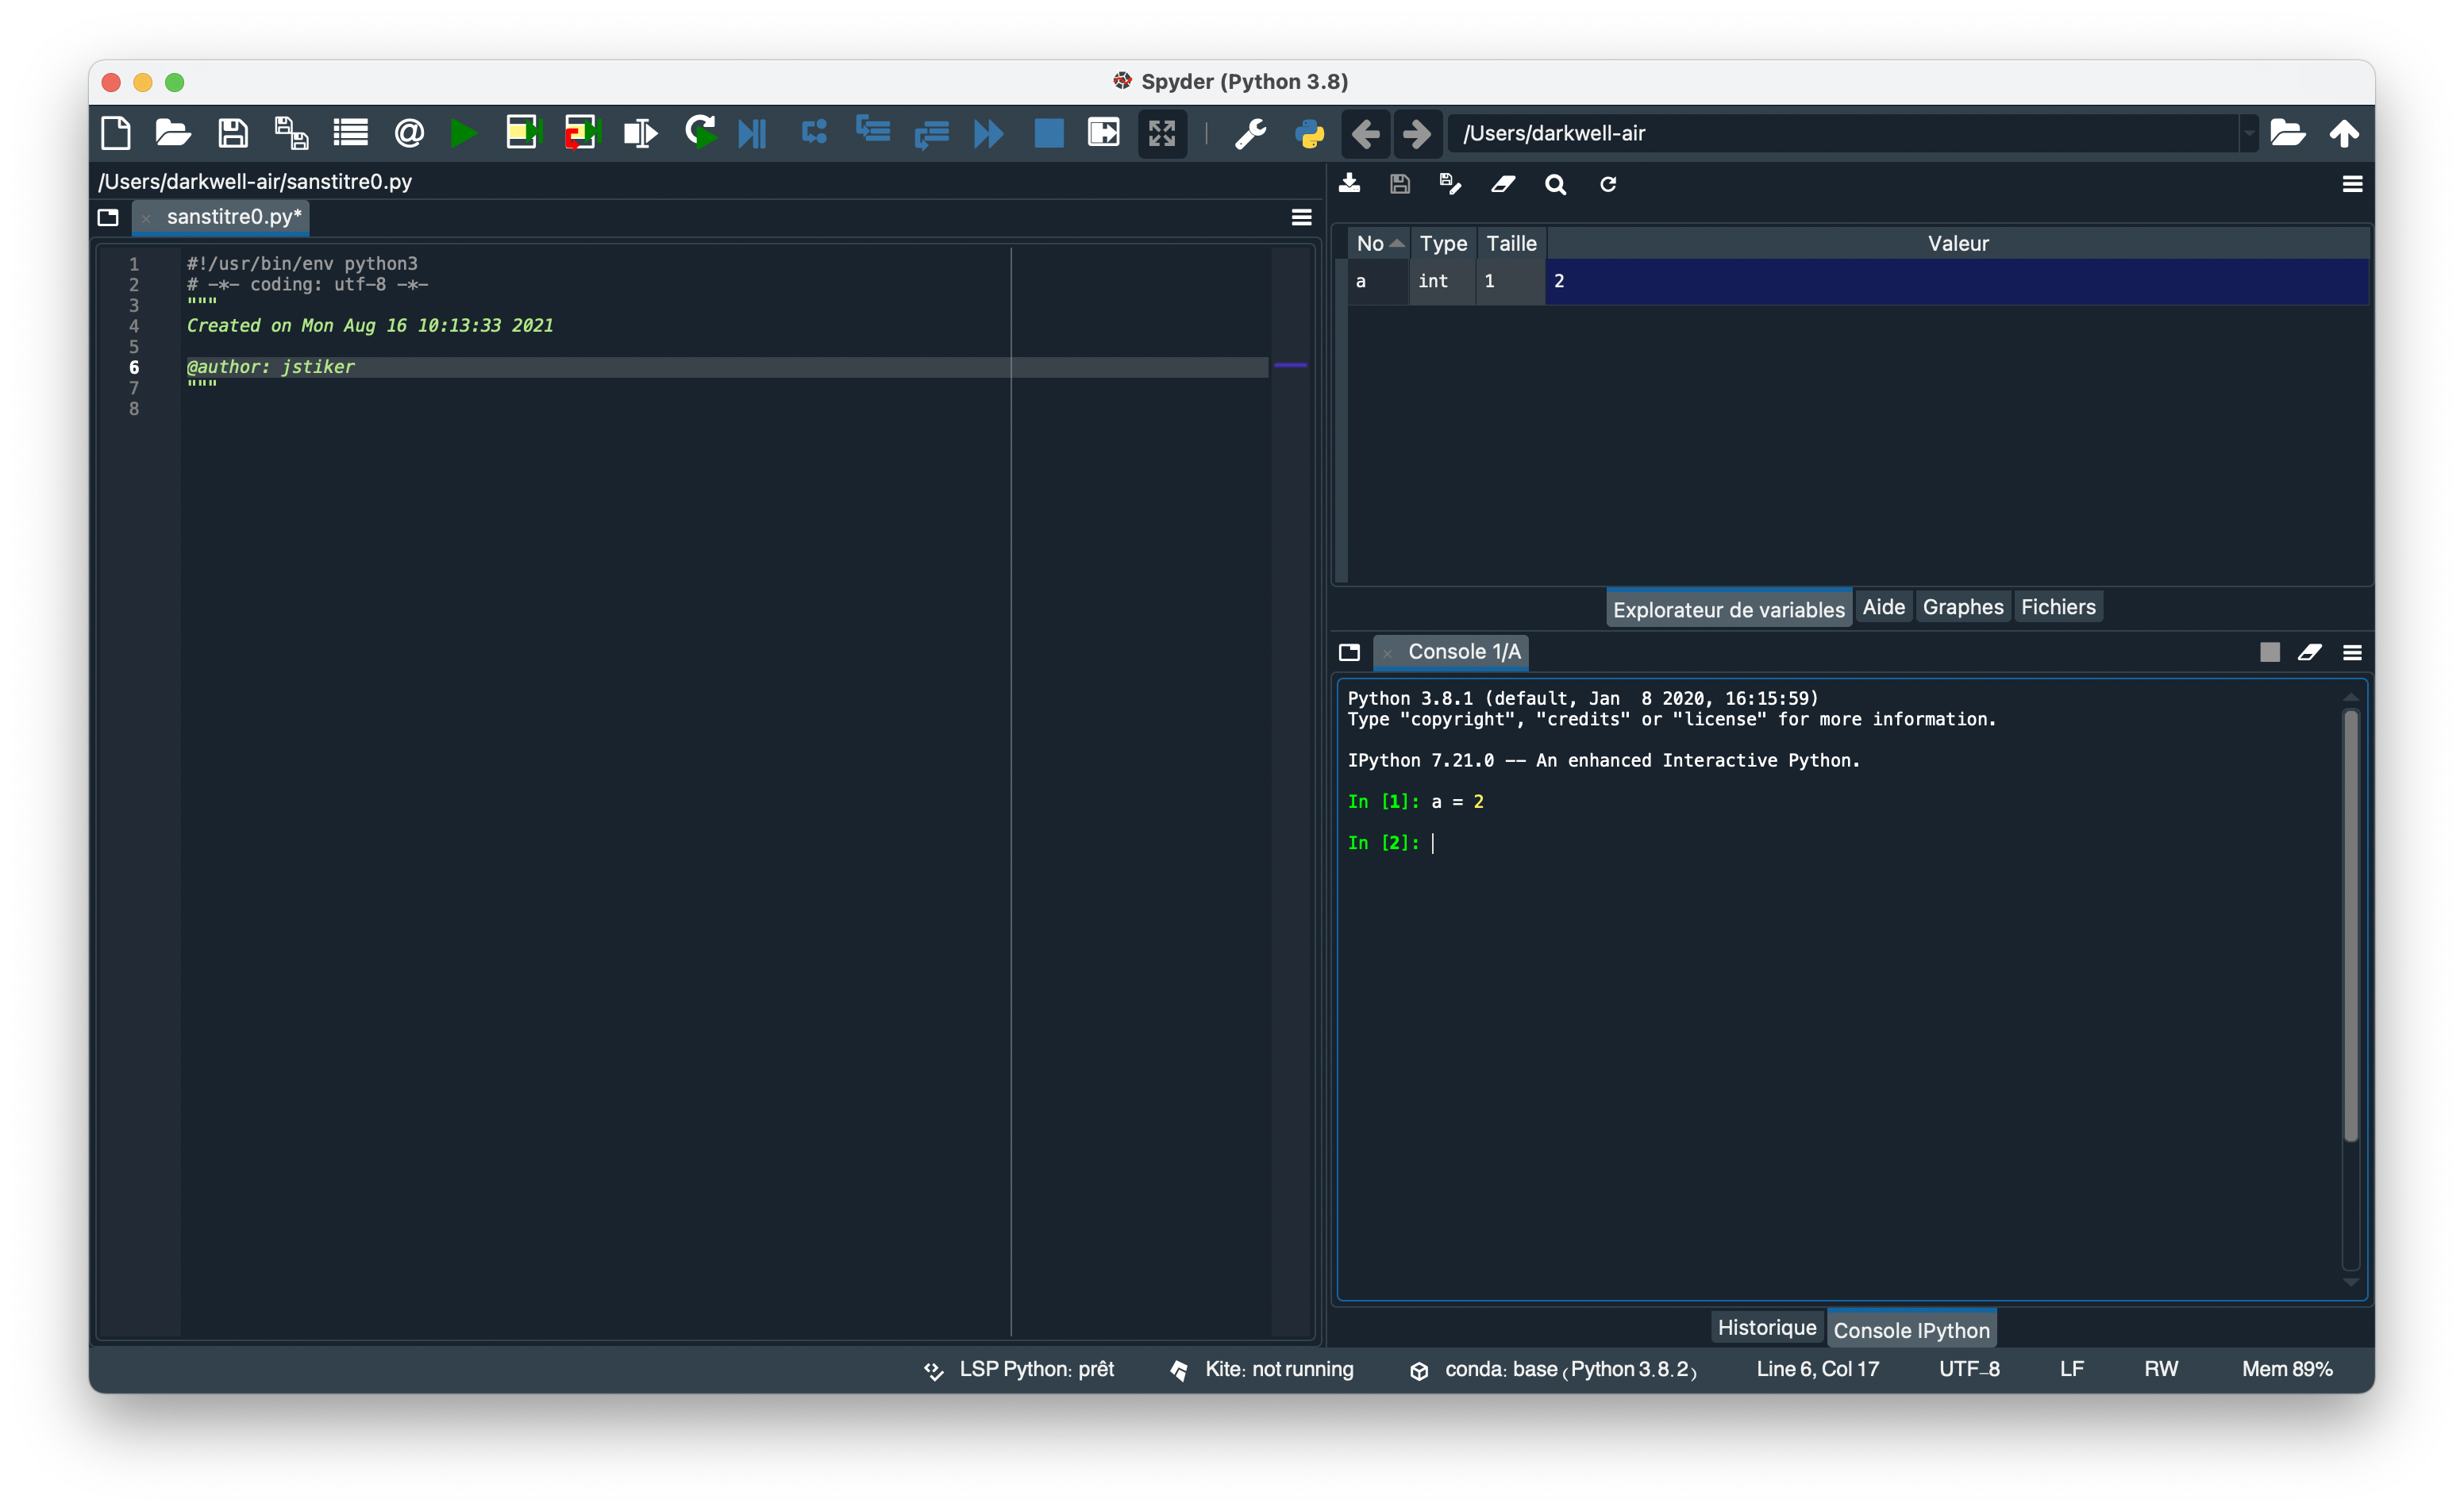 Spyder (Python 3.8)
/Users/darkwell-air
/Users/darkwell-air/sanstitre0.py
sanstitre0.py*
1 #!/usr/bin/env python3
2 # -*- coding: utf-8 -*-
3 """
4 Created on Mon Aug 16 10:13:33 2021
5
6 @author: jstiker
7 """
8
No Type Taille Valeur
a int 1 2
Explorateur de variables Aide Graphes Fichiers
Console 1/A
Python 3.8.1 (default, Jan  8 2020, 16:15:59)
Type "copyright", "credits" or "license" for more information.
IPython 7.21.0 -- An enhanced Interactive Python.
In [1]: a = 2
In [2]:
Historique Console IPython
LSP Python: prêt Kite: not running conda: base (Python 3.8.2) Line 6, Col 17 UTF-8 LF RW Mem 89%